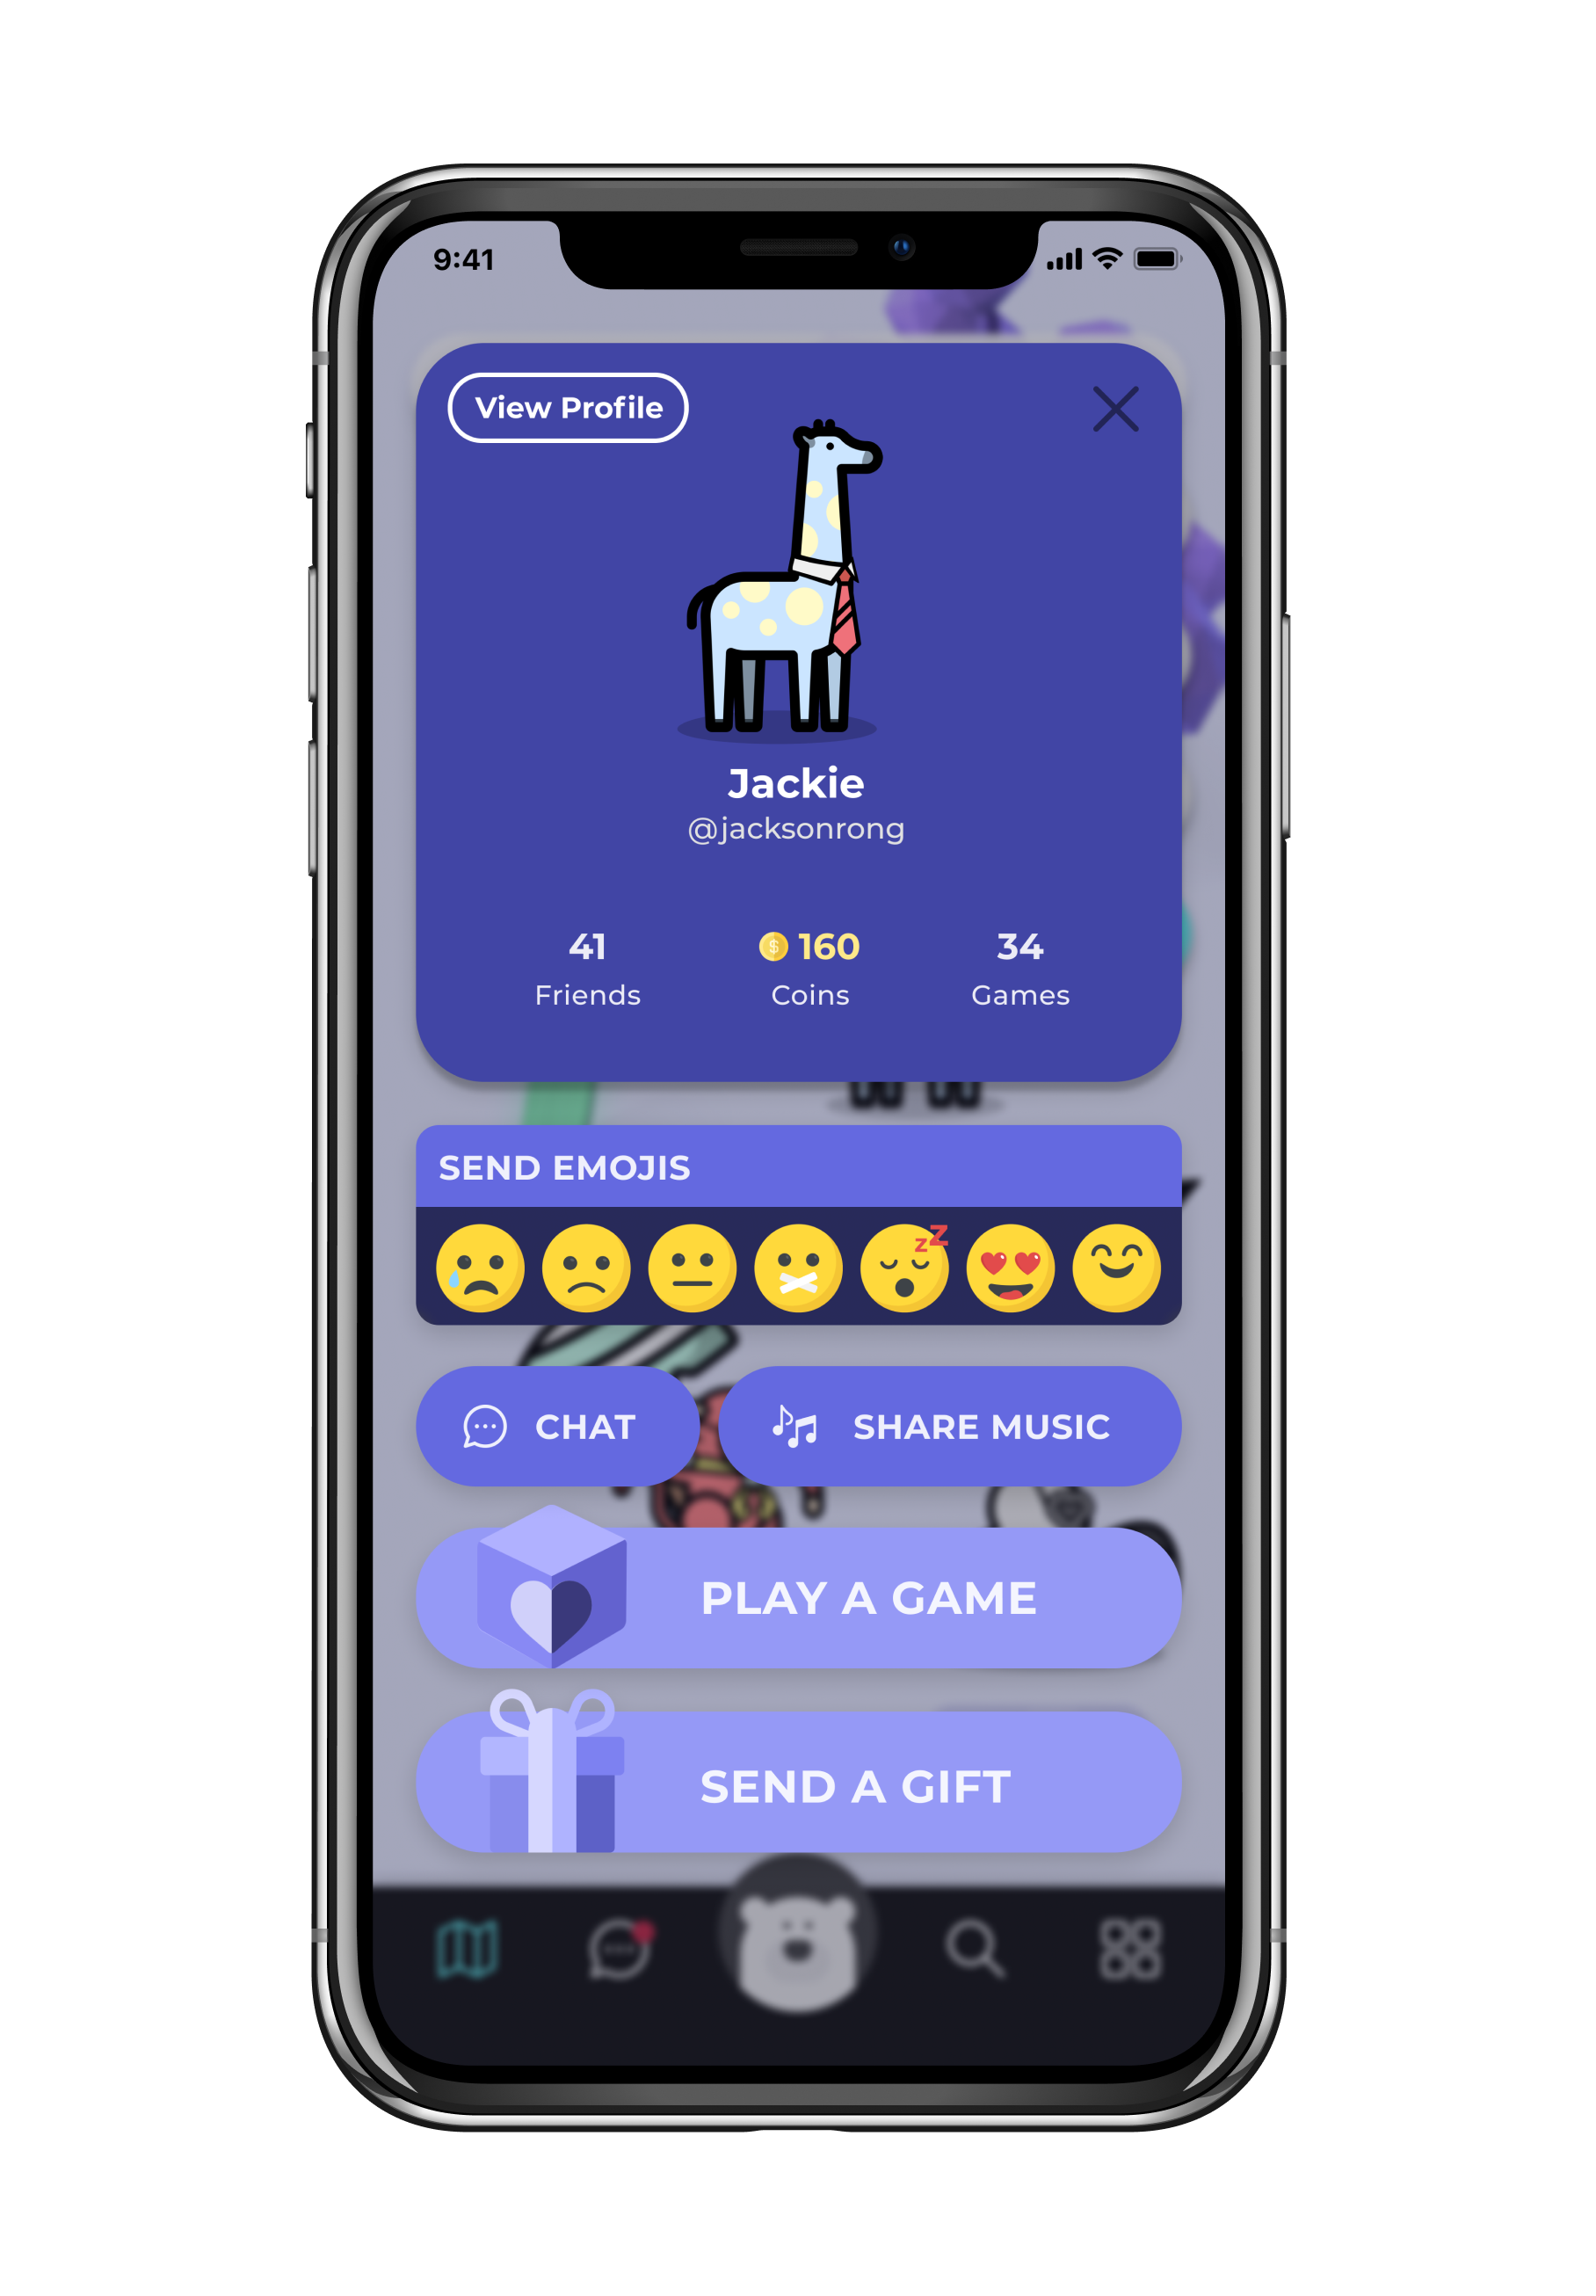 9:41
View Profile
Jackie
@jacksonrong
41 $ 160 34
Friends Coins Games
SEND EMOJIS
zZ
CHAT SHARE MUSIC
PLAY A GAME
SEND A GIFT